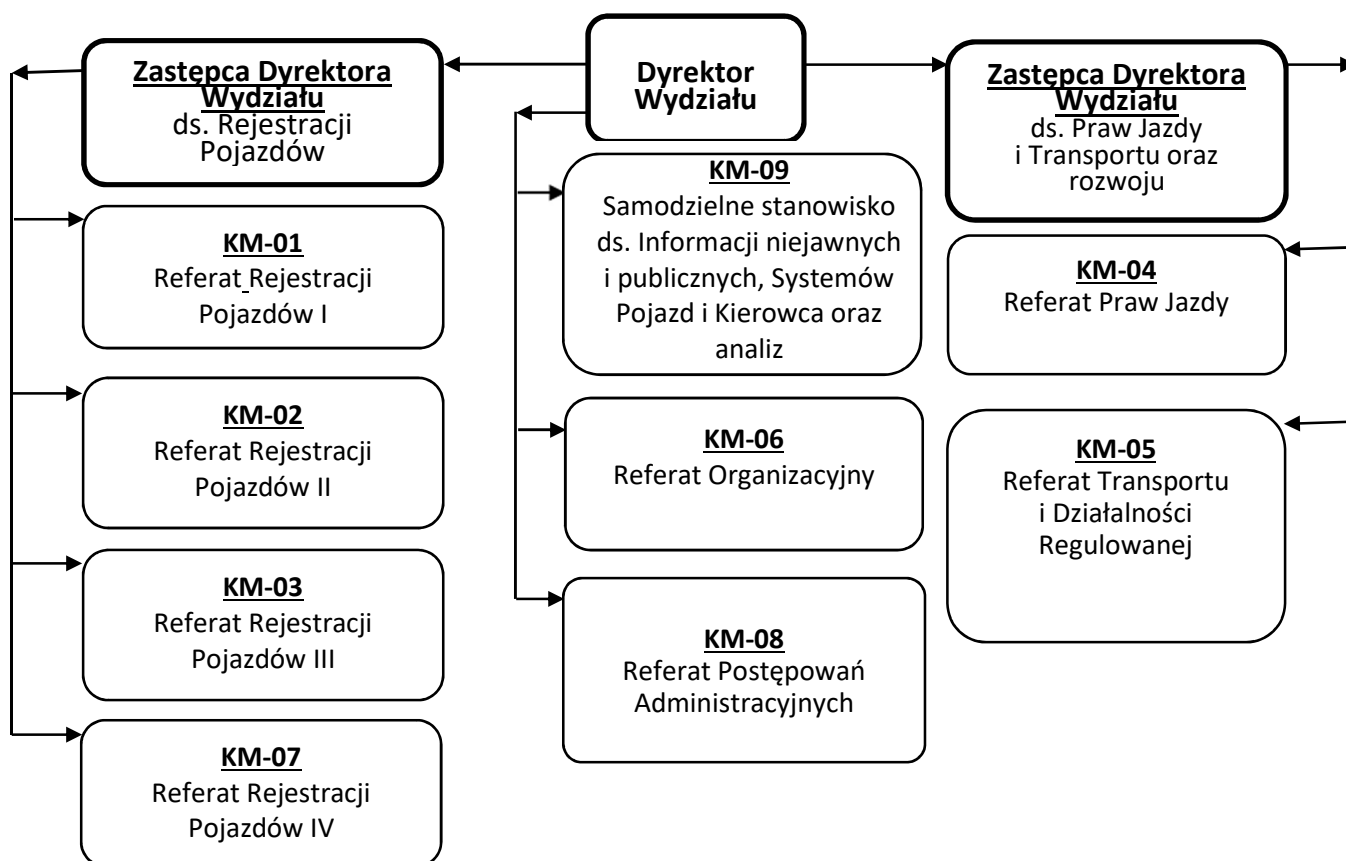 Zastępca Dyrektora
Wydziału
ds. Rejestracji
Pojazdów
Dyrektor
Wydziału
Zastępca Dyrektora
Wydziału
ds. Praw Jazdy
i Transportu oraz
rozwoju
KM-01
Referat Rejestracji
Pojazdów I
KM-02
Referat Rejestracji
Pojazdów II
KM-03
Referat Rejestracji
Pojazdów III
KM-07
Referat Rejestracji
Pojazdów IV
KM-09
Samodzielne stanowisko
ds. Informacji niejawnych
i publicznych, Systemów
Pojazd i Kierowca oraz
analiz
KM-06
Referat Organizacyjny
KM-08
Referat Postępowań
Administracyjnych
KM-04
Referat Praw Jazdy
KM-05
Referat Transportu
i Działalności
Regulowanej